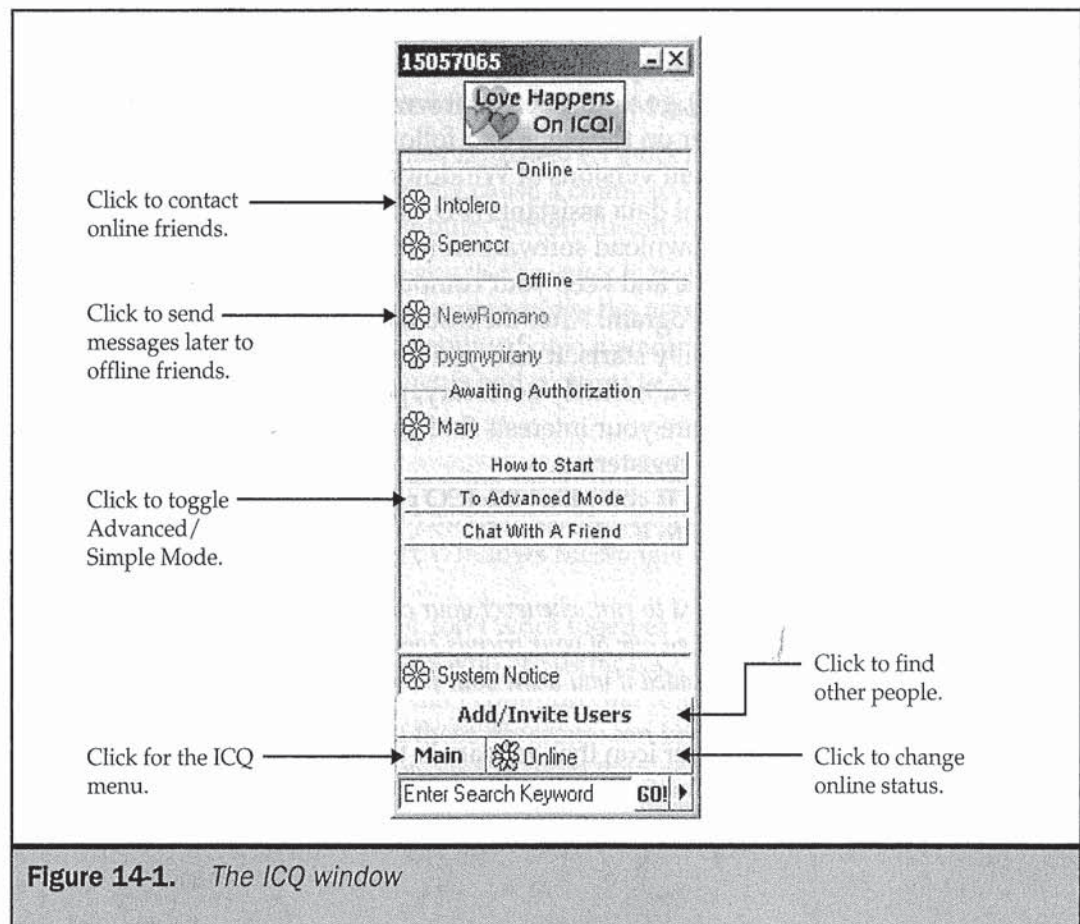 15057065
Love Happens
On ICQ!
Online
Click to contact
online friends.
Intolero
Spenccr
Offline
Click to send
messages later to
offline friends.
NewRomano
pygmypirany
Awaiting Authorization
Mary
How to Start
Click to toggle
Advanced/
Simple Mode.
To Advanced Mode
Chat With A Friend
System Notice
Click to find
other people.
Add/Invite Users
Click for the ICQ
menu.
Main
Online
Click to change
online status.
Enter Search Keyword GO!
Figure 14-1. The ICQ window